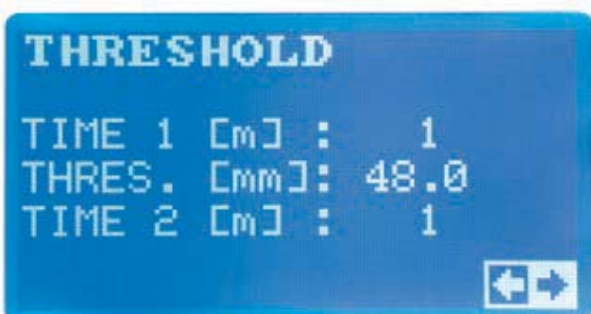 THRESHOLD
TIME 1 [m] : 1
THRES. [mm]: 48.0
TIME 2 [m] : 1